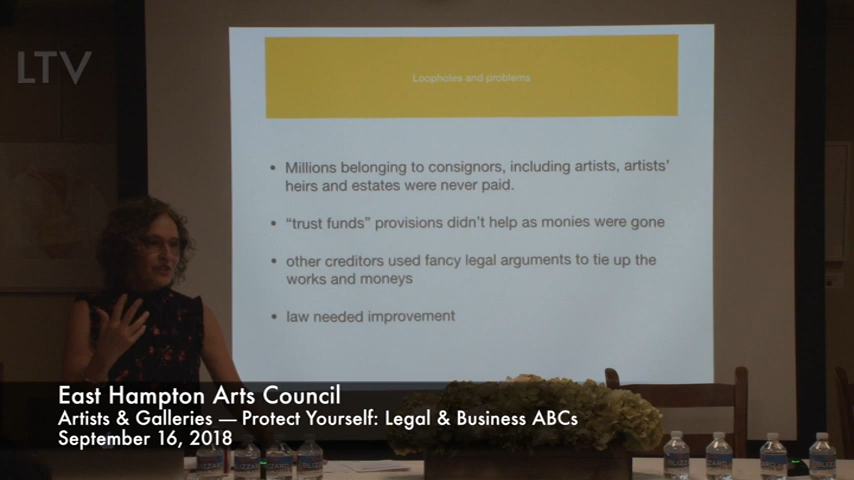 LTV
Loopholes and problems
• Millions belonging to consignors, including artists, artists'
heirs and estates were never paid.
• "trust funds" provisions didn't help as monies were gone
• other creditors used fancy legal arguments to tie up the
works and moneys
• law needed improvement
East Hampton Arts Council
Artists & Galleries — Protect Yourself: Legal & Business ABCs
September 16, 2018